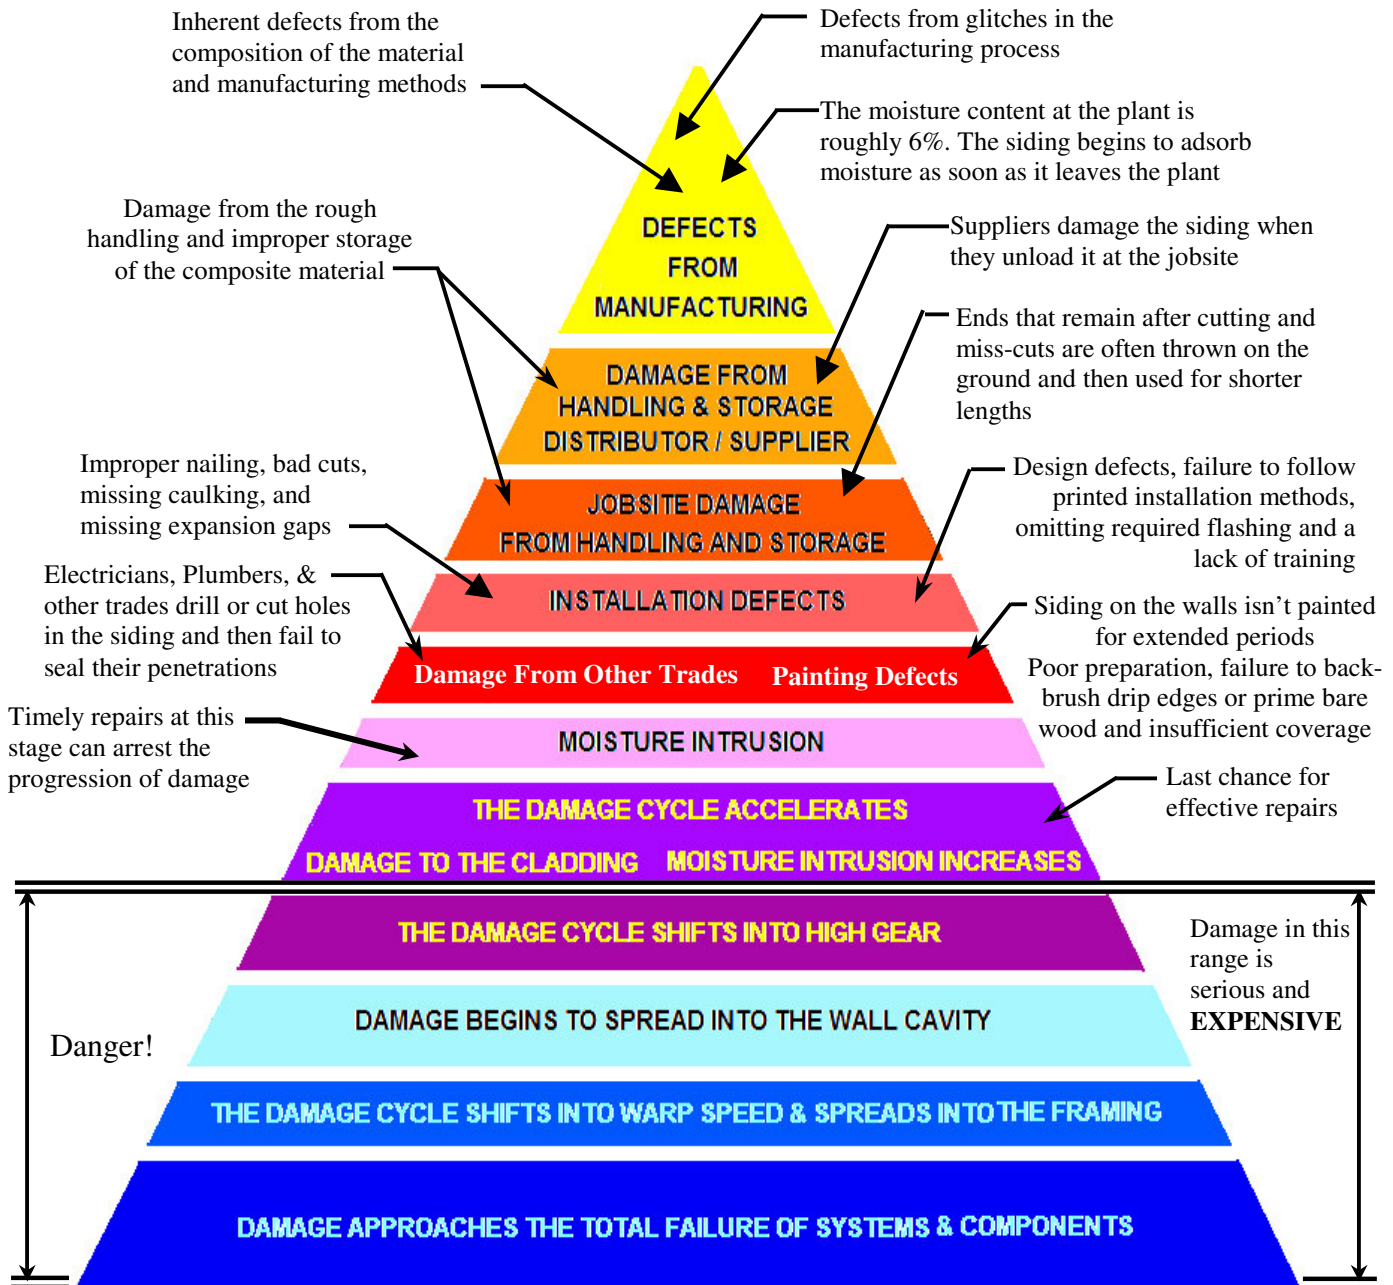 Inherent defects from the
composition of the material
and manufacturing methods
Defects from glitches in the
manufacturing process
The moisture content at the plant is
roughly 6%. The siding begins to adsorb
moisture as soon as it leaves the plant
DEFECTS
FROM
MANUFACTURING
Damage from the rough
handling and improper storage
of the composite material
Suppliers damage the siding when
they unload it at the jobsite
Ends that remain after cutting and
miss-cuts are often thrown on the
ground and then used for shorter
lengths
DAMAGE FROM
HANDLING & STORAGE
DISTRIBUTOR / SUPPLIER
Improper nailing, bad cuts,
missing caulking, and
missing expansion gaps
JOBSITE DAMAGE
FROM HANDLING AND STORAGE
Design defects, failure to follow
printed installation methods,
omitting required flashing and a
lack of training
Electricians, Plumbers, &
other trades drill or cut holes
in the siding and then fail to
seal their penetrations
INSTALLATION DEFECTS
Siding on the walls isn’t painted
for extended periods
Poor preparation, failure to back-
brush drip edges or prime bare
wood and insufficient coverage
Damage From Other Trades
Painting Defects
Timely repairs at this
stage can arrest the
progression of damage
MOISTURE INTRUSION
Last chance for
effective repairs
THE DAMAGE CYCLE ACCELERATES
DAMAGE TO THE CLADDING
MOISTURE INTRUSION INCREASES
THE DAMAGE CYCLE SHIFTS INTO HIGH GEAR
Damage in this
range is
serious and
EXPENSIVE
Danger!
DAMAGE BEGINS TO SPREAD INTO THE WALL CAVITY
THE DAMAGE CYCLE SHIFTS INTO WARP SPEED & SPREADS INTO THE FRAMING
DAMAGE APPROACHES THE TOTAL FAILURE OF SYSTEMS & COMPONENTS